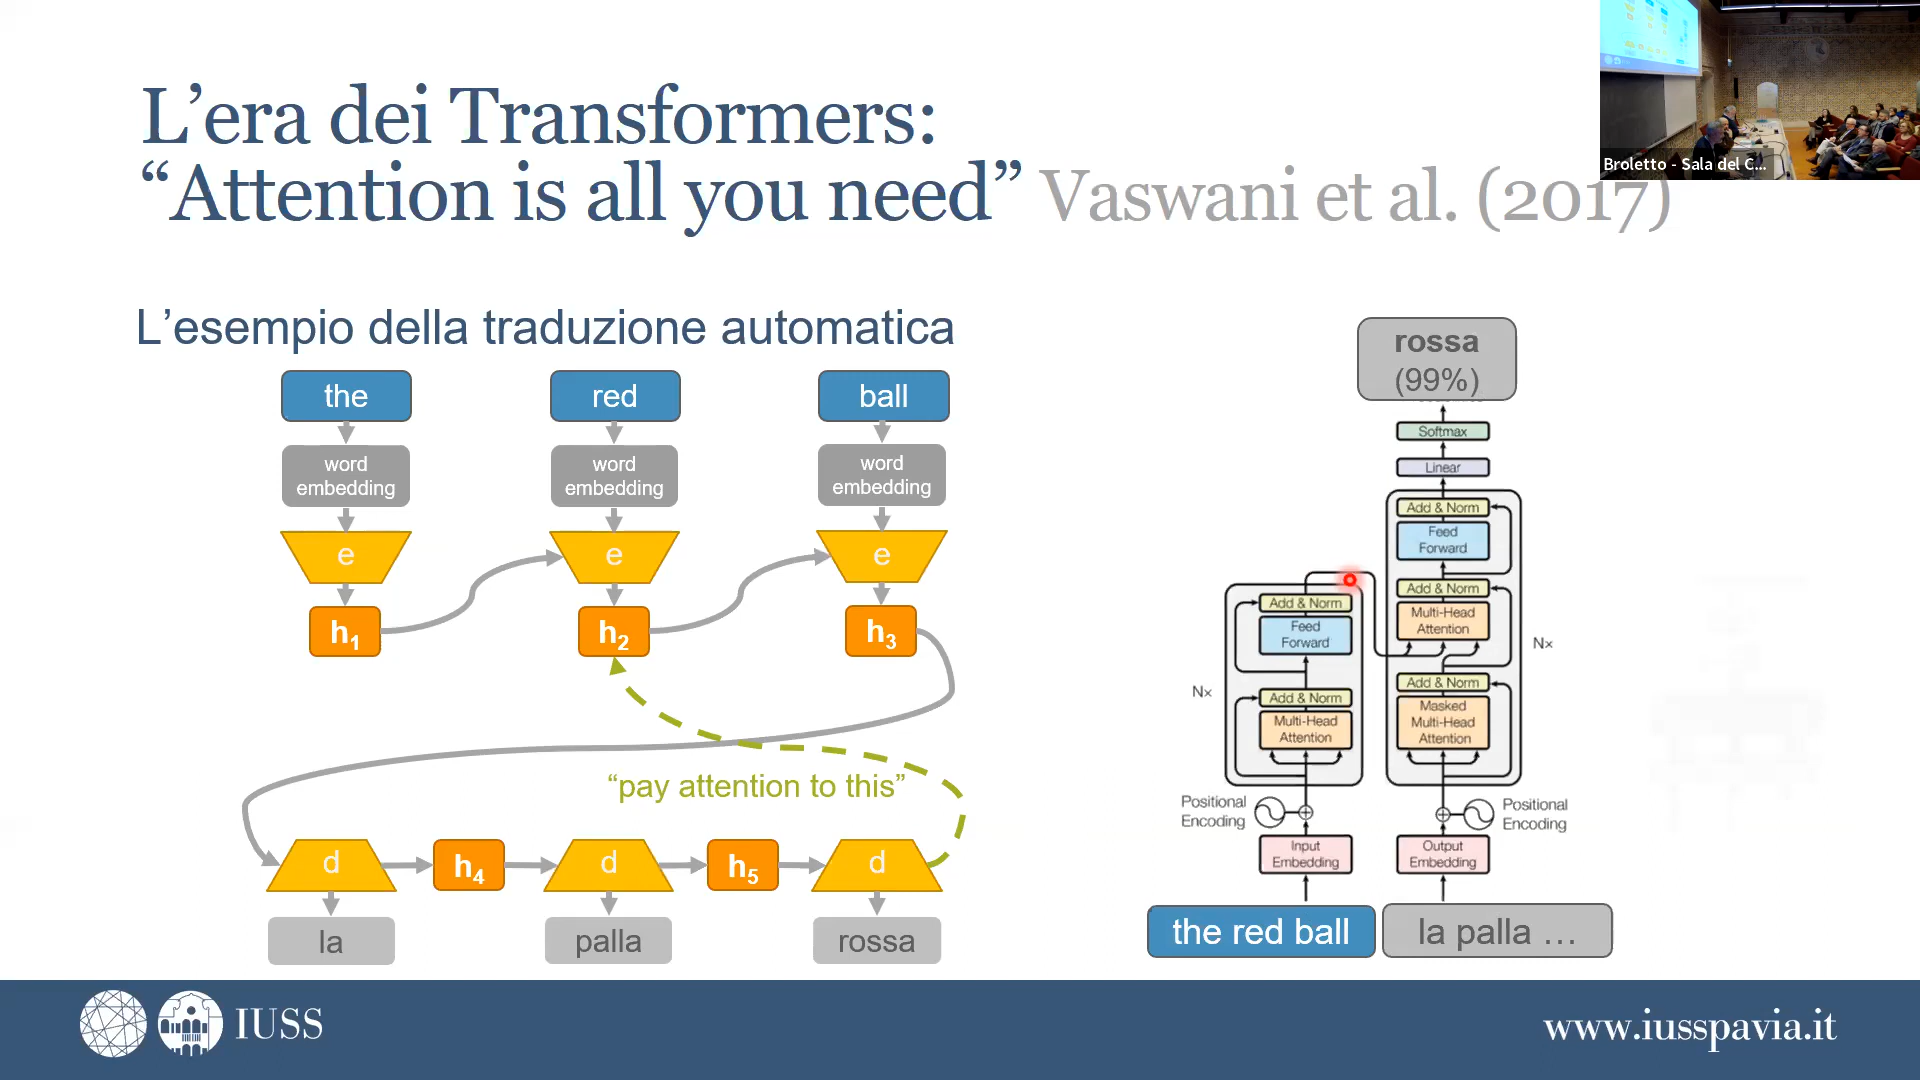 L’era dei Transformers:
“Attention is all you need” Vaswani et al. (2017)
Broletto - Sala del C...
L’esempio della traduzione automatica
the
red
ball
word
embedding
word
embedding
word
embedding
e
e
e
h1
h2
h3
“pay attention to this”
d
h4
d
h5
d
la
palla
rossa
rossa
(99%)
Softmax
Linear
Add & Norm
Feed
Forward
Add & Norm
Multi-Head
Attention
Add & Norm
Masked
Multi-Head
Attention
Nx
Add & Norm
Feed
Forward
Add & Norm
Multi-Head
Attention
Nx
Positional
Encoding
Positional
Encoding
Input
Embedding
Output
Embedding
the red ball
la palla ...
IUSS
www.iusspavia.it